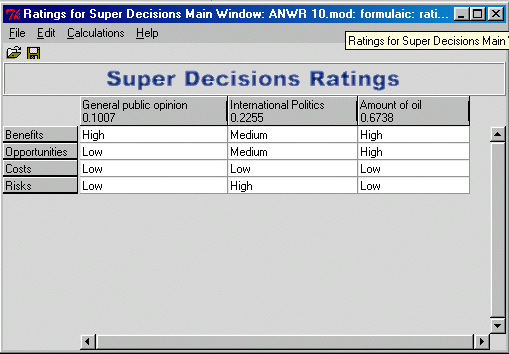 Ratings for Super Decisions Main Window: ANWR 10.mod: formulaic: rati...
File Edit Calculations Help
Ratings for Super Decisions Main
Super Decisions Ratings
General public opinion International Politics Amount of oil
0.1007 0.2255 0.6738
Benefits High Medium High
Opportunities Low Medium High
Costs Low Low Low
Risks Low High Low